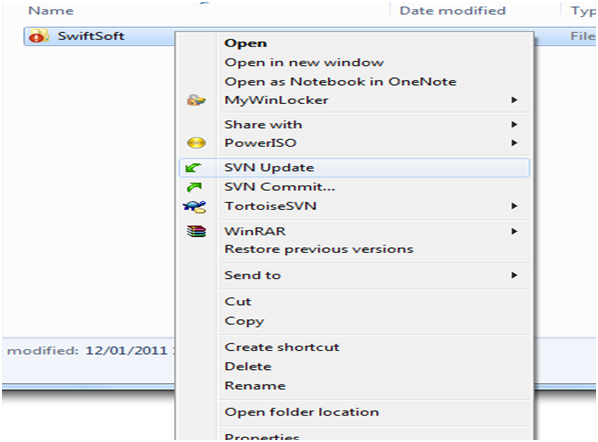 Name Date modified Typ
SwiftSoft File
Open
Open in new window
Open as Notebook in OneNote
MyWinLocker
Share with
PowerISO
SVN Update
SVN Commit...
TortoiseSVN
WinRAR
Restore previous versions
Send to
Cut
Copy
modified: 12/01/2011
Create shortcut
Delete
Rename
Open folder location
Properties